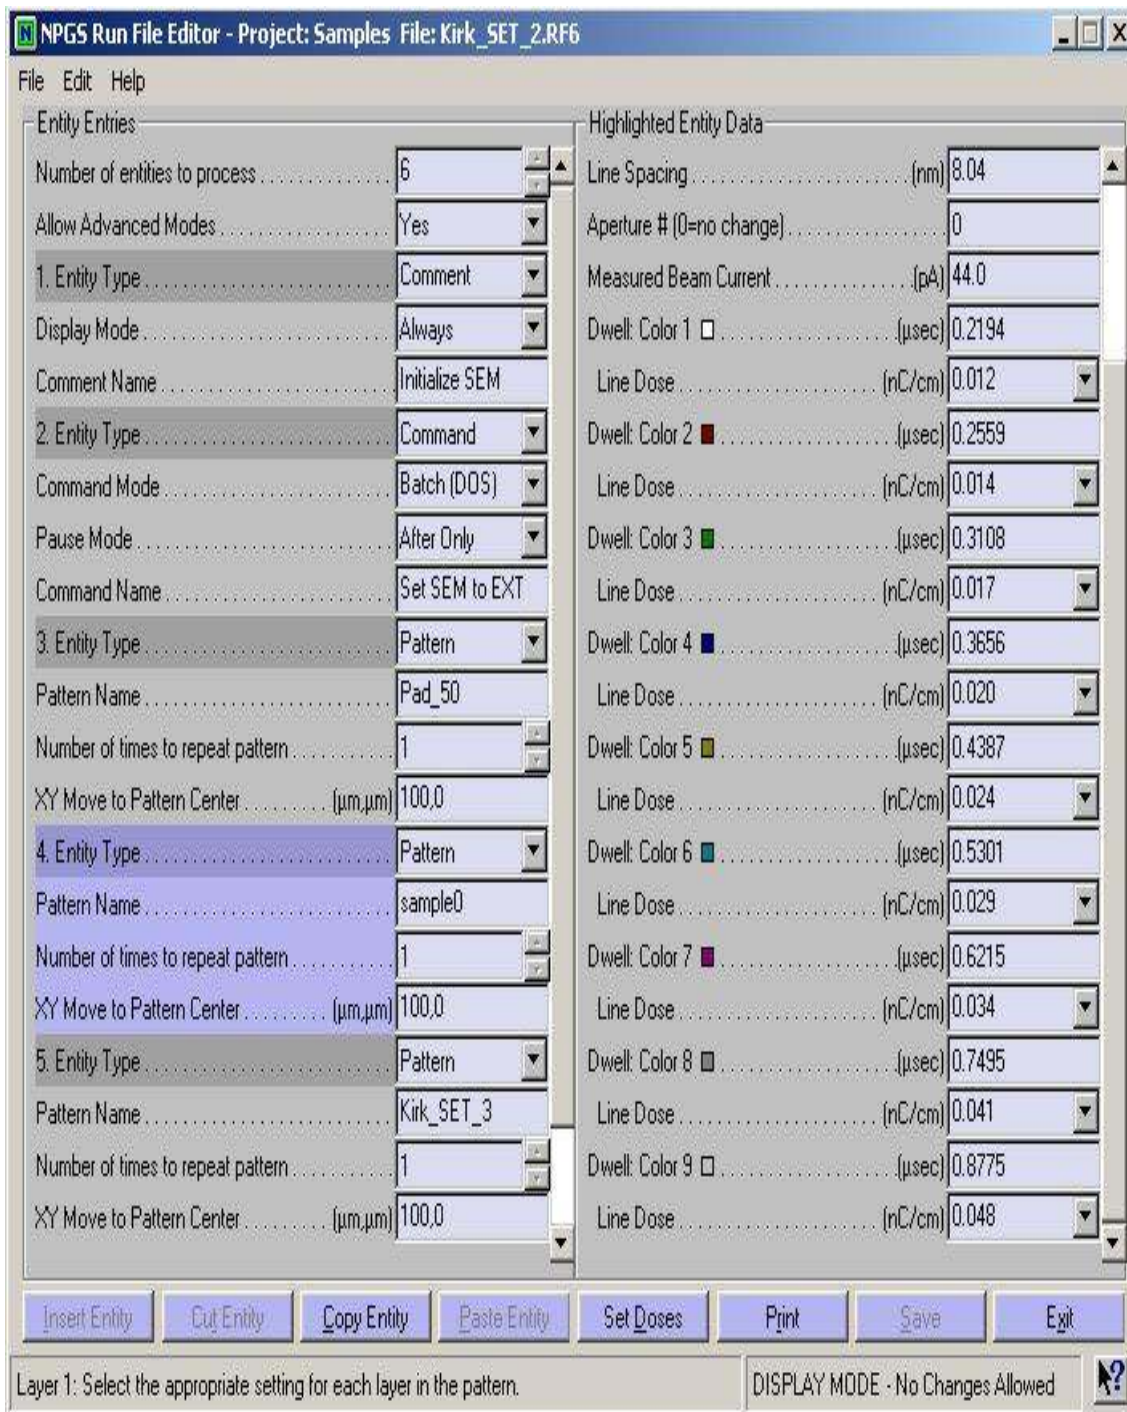 NPGS Run File Editor - Project: Samples File: Kirk_SET_2.RF6
File Edit Help
Entity Entries
Number of entities to process 6
Allow Advanced Modes Yes
1. Entity Type Comment
Display Mode Always
Comment Name Initialize SEM
2. Entity Type Command
Command Mode Batch (DOS)
Pause Mode After Only
Command Name Set SEM to EXT
3. Entity Type Pattern
Pattern Name Pad_50
Number of times to repeat pattern 1
XY Move to Pattern Center (µm,µm) 100,0
4. Entity Type Pattern
Pattern Name sample0
Number of times to repeat pattern 1
XY Move to Pattern Center (µm,µm) 100,0
5. Entity Type Pattern
Pattern Name Kirk_SET_3
Number of times to repeat pattern 1
XY Move to Pattern Center (µm,µm) 100,0
Highlighted Entity Data
Line Spacing (nm) 8.04
Aperture # (0=no change) 0
Measured Beam Current (pA) 44.0
Dwell: Color 1 (µsec) 0.2194
Line Dose (nC/cm) 0.012
Dwell: Color 2 (µsec) 0.2559
Line Dose (nC/cm) 0.014
Dwell: Color 3 (µsec) 0.3108
Line Dose (nC/cm) 0.017
Dwell: Color 4 (µsec) 0.3656
Line Dose (nC/cm) 0.020
Dwell: Color 5 (µsec) 0.4387
Line Dose (nC/cm) 0.024
Dwell: Color 6 (µsec) 0.5301
Line Dose (nC/cm) 0.029
Dwell: Color 7 (µsec) 0.6215
Line Dose (nC/cm) 0.034
Dwell: Color 8 (µsec) 0.7495
Line Dose (nC/cm) 0.041
Dwell: Color 9 (µsec) 0.8775
Line Dose (nC/cm) 0.048
Insert Entity Cut Entity Copy Entity Paste Entity Set Doses Print Save Exit
Layer 1: Select the appropriate setting for each layer in the pattern. DISPLAY MODE - No Changes Allowed